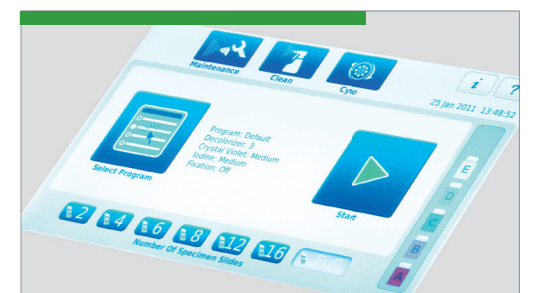 Maintenance
Clean
Cyto
i
?
25 Jan 2011 13:48:52
Program: Default
Decolorizer: 3
Crystal Violet: Medium
Iodine: Medium
Fixation: Off
Select Program
Start
2 4 6 8 12 16 Full
Number Of Specimen Slides
E
D
C
B
A